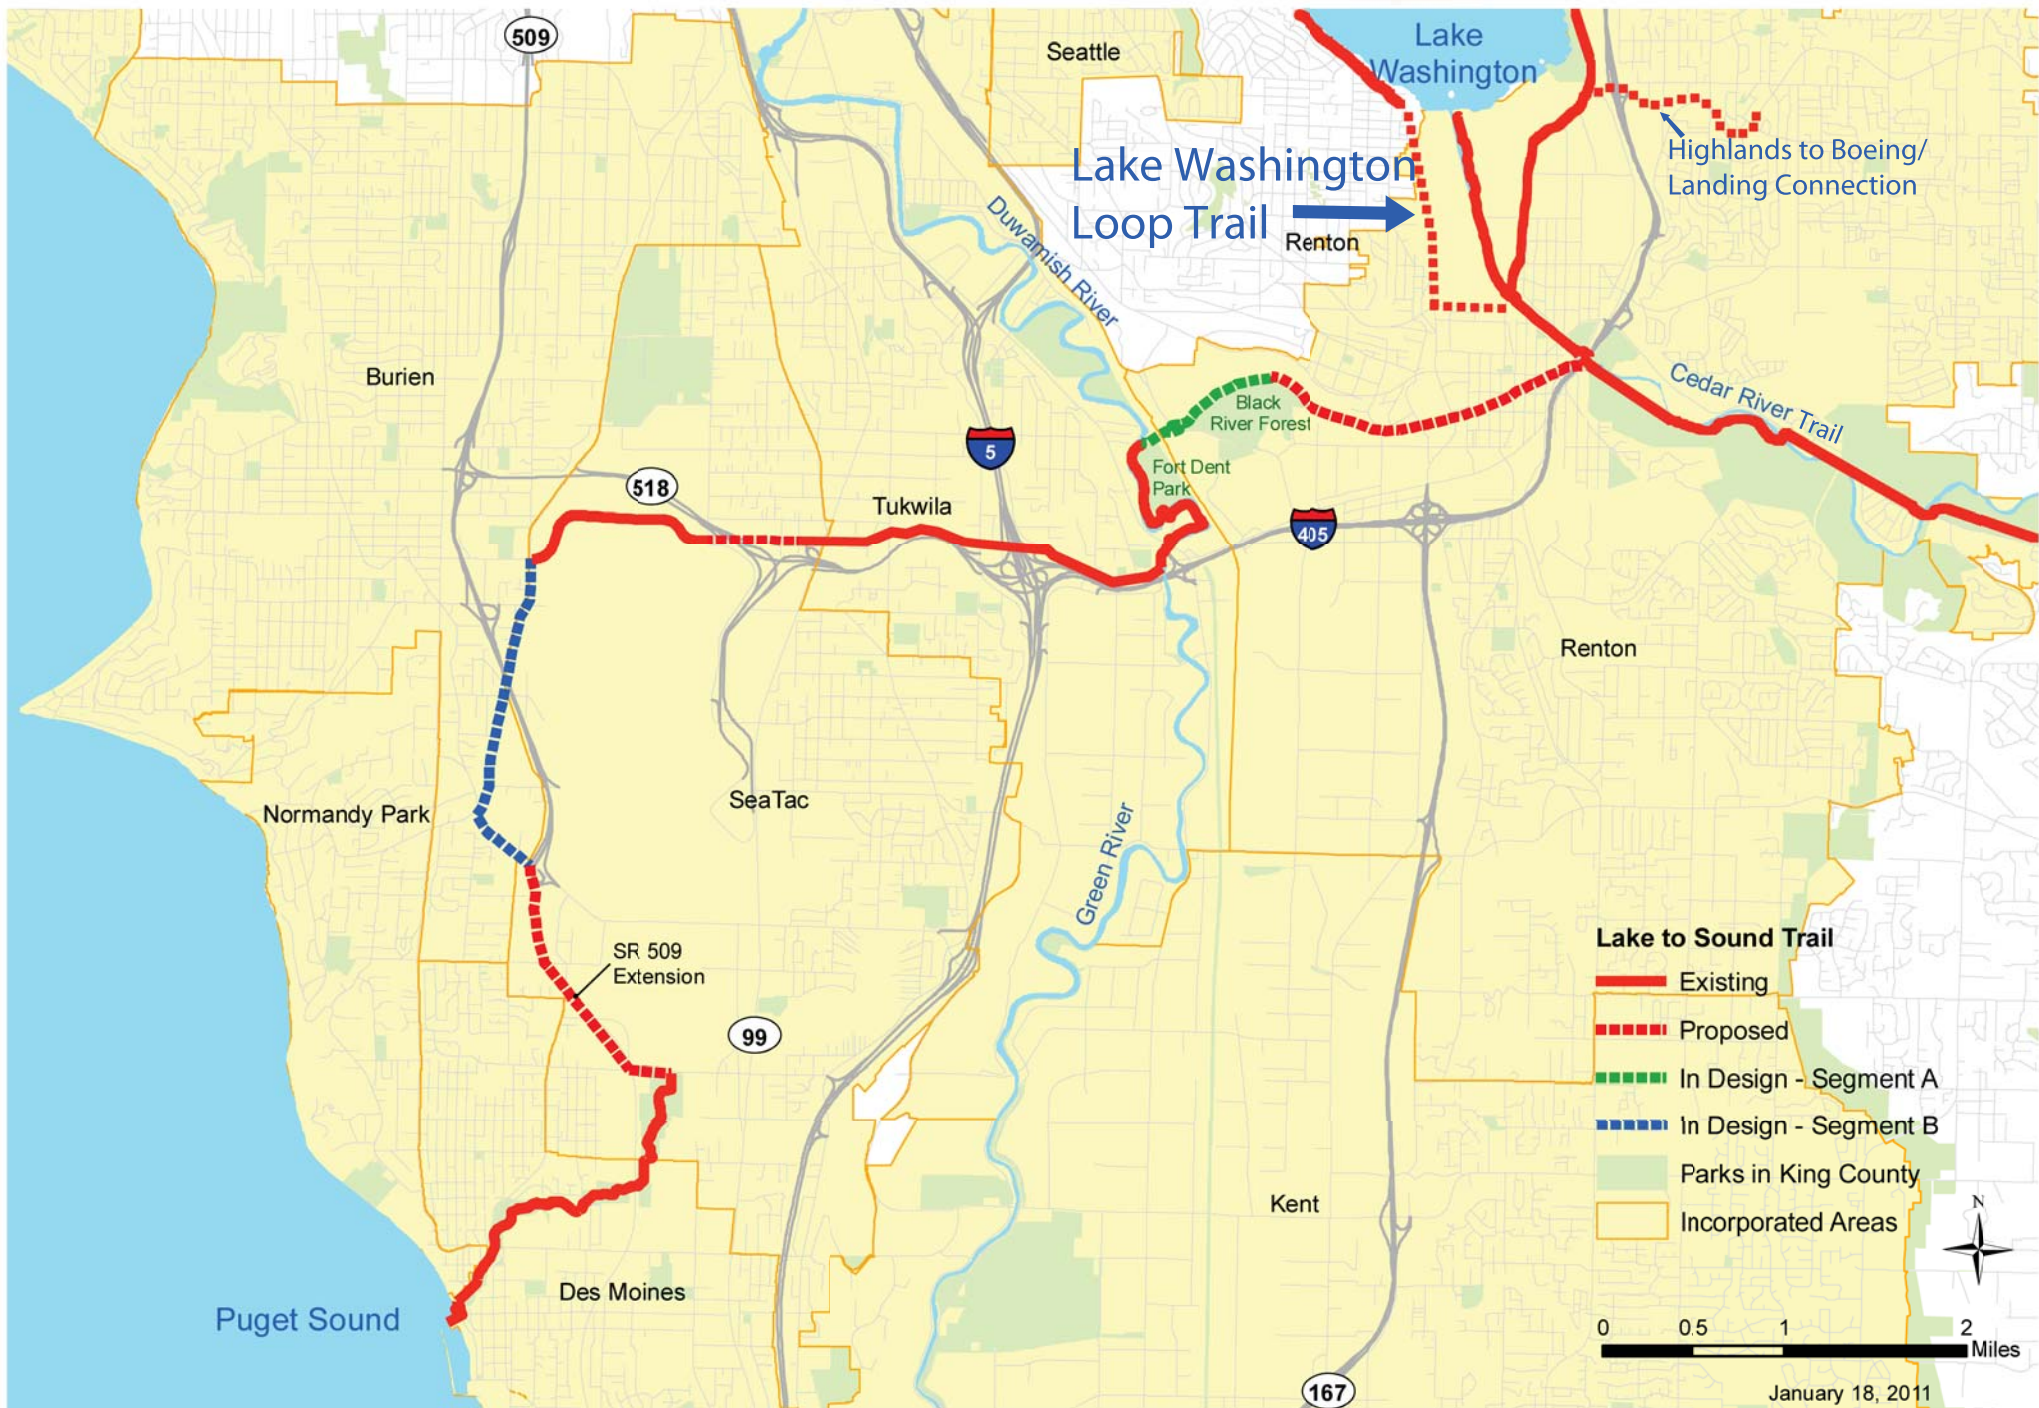 509
Seattle
Lake
Washington
Highlands to Boeing/
Landing Connection
Lake Washington
Loop Trail
Renton
Duwamish River
Burien
Black
River Forest
Cedar River Trail
5
518
Fort Dent
Park
Tukwila
405
Renton
Normandy Park
SeaTac
Green River
SR 509
Extension
99
Kent
Des Moines
Puget Sound
167
Lake to Sound Trail
Existing
Proposed
In Design - Segment A
In Design - Segment B
Parks in King County
Incorporated Areas
N
0 0.5 1 2
Miles
January 18, 2011